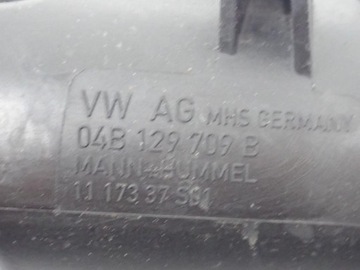 VW AG MHS GERMANY
04B 129 709 B
MANN+HUMMEL
11 173 37 S01